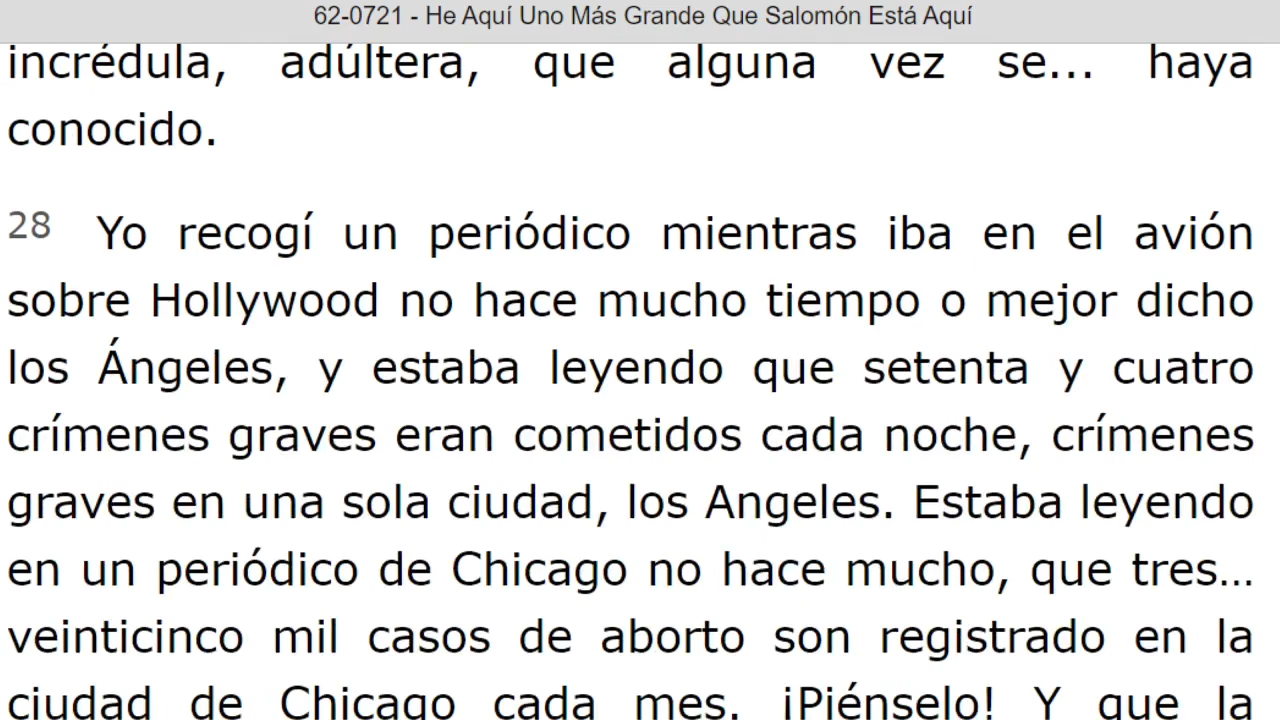 62-0721 - He Aquí Uno Más Grande Que Salomón Está Aquí
incrédula, adúltera, que alguna vez se... haya
conocido.
28 Yo recogí un periódico mientras iba en el avión
sobre Hollywood no hace mucho tiempo o mejor dicho
los Ángeles, y estaba leyendo que setenta y cuatro
crímenes graves eran cometidos cada noche, crímenes
graves en una sola ciudad, los Angeles. Estaba leyendo
en un periódico de Chicago no hace mucho, que tres...
veinticinco mil casos de aborto son registrado en la
ciudad de Chicago cada mes. ¡Piénselo! Y que la